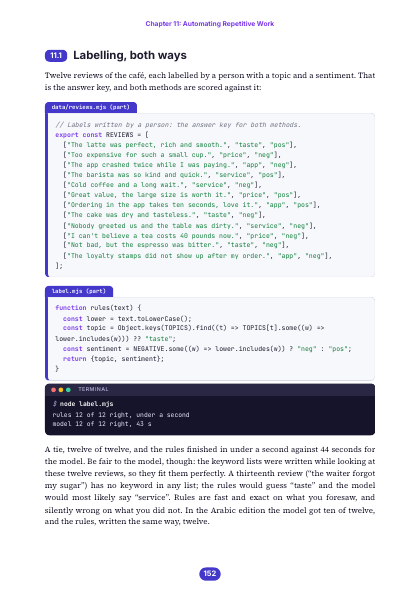 Chapter 11: Automating Repetitive Work
11.1 Labelling, both ways
Twelve reviews of the café, each labelled by a person with a topic and a sentiment. That
is the answer key, and both methods are scored against it:
data/reviews.mjs (part)
// Labels written by a person: the answer key for both methods.
export const REVIEWS = [
["The latte was perfect, rich and smooth.", "taste", "pos"],
["Too expensive for such a small cup.", "price", "neg"],
["The app crashed twice while I was paying.", "app", "neg"],
["The barista was so kind and quick.", "service", "pos"],
["Cold coffee and a long wait.", "service", "neg"],
["Great value, the large size is worth it.", "price", "pos"],
["Ordering in the app takes ten seconds, love it.", "app", "pos"],
["The cake was dry and tasteless.", "taste", "neg"],
["Nobody greeted us and the table was dirty.", "service", "neg"],
["I can't believe a tea costs 40 pounds now.", "price", "neg"],
["Not bad, but the espresso was bitter.", "taste", "neg"],
["The loyalty stamps did not show up after my order.", "app", "neg"],
];
label.mjs (part)
function rules(text) {
const lower = text.toLowerCase();
const topic = Object.keys(TOPICS).find((t) => TOPICS[t].some((w) =>
lower.includes(w))) ?? "taste";
const sentiment = NEGATIVE.some((w) => lower.includes(w)) ? "neg" : "pos";
return {topic, sentiment};
}
TERMINAL
$ node label.mjs
rules 12 of 12 right, under a second
model 12 of 12 right, 43 s
A tie, twelve of twelve, and the rules finished in under a second against 44 seconds for
the model. Be fair to the model, though: the keyword lists were written while looking at
these twelve reviews, so they fit them perfectly. A thirteenth review (“the waiter forgot
my sugar”) has no keyword in any list; the rules would guess “taste” and the model
would most likely say “service”. Rules are fast and exact on what you foresaw, and
silently wrong on what you did not. In the Arabic edition the model got ten of twelve,
and the rules, written the same way, twelve.
152